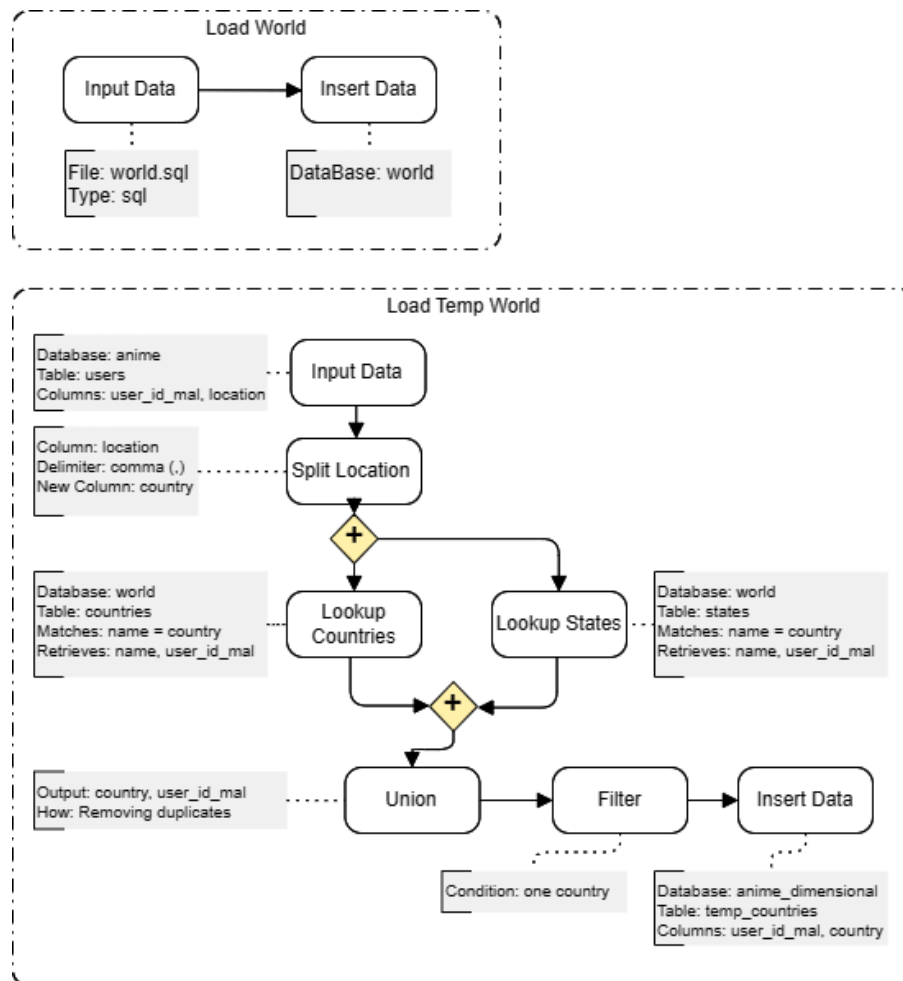 Load World
Input Data
Insert Data
File: world.sql
Type: sql
DataBase: world
Load Temp World
Database: anime
Table: users
Columns: user_id_mal, location
Input Data
Column: location
Delimiter: comma (,)
New Column: country
Split Location
+
Database: world
Table: countries
Matches: name = country
Retrieves: name, user_id_mal
Lookup
Countries
Lookup States
Database: world
Table: states
Matches: name = country
Retrieves: name, user_id_mal
+
Output: country, user_id_mal
How: Removing duplicates
Union
Filter
Insert Data
Condition: one country
Database: anime_dimensional
Table: temp_countries
Columns: user_id_mal, country